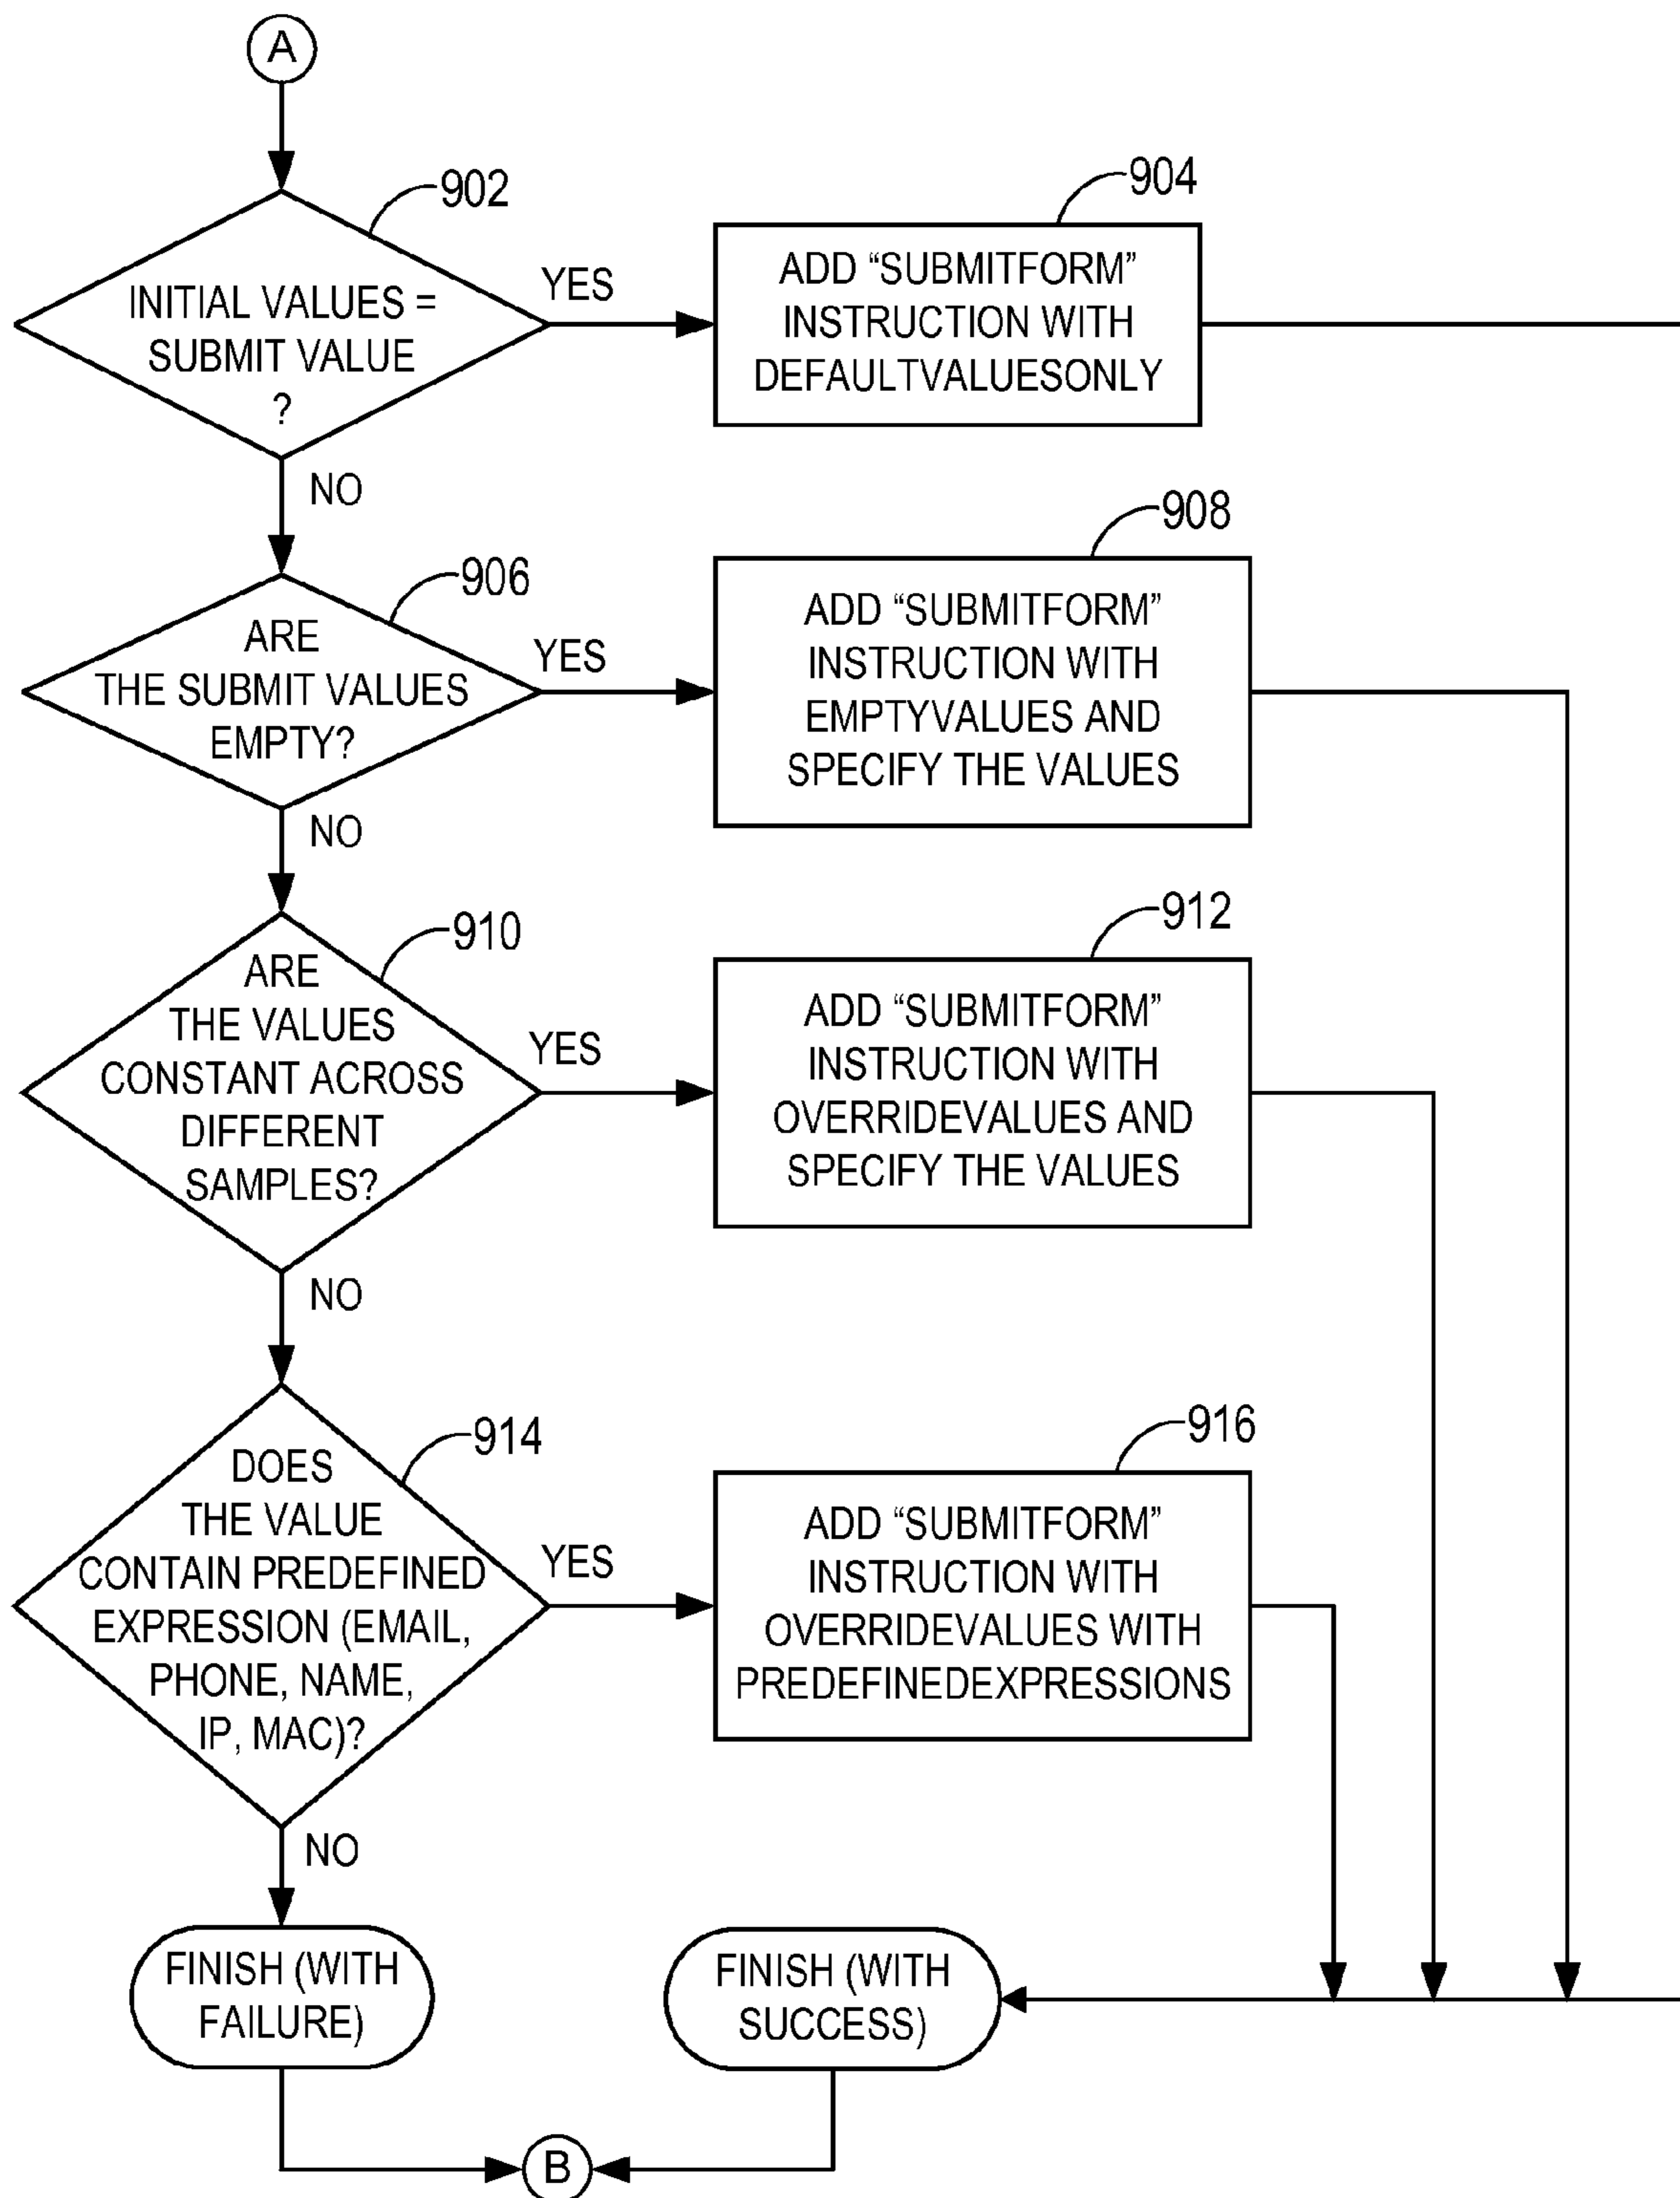 A
902
INITIAL VALUES =
SUBMIT VALUE
?
YES
904
ADD “SUBMITFORM”
INSTRUCTION WITH
DEFAULTVALUESONLY
NO
906
ARE
THE SUBMIT VALUES
EMPTY?
YES
908
ADD “SUBMITFORM”
INSTRUCTION WITH
EMPTYVALUES AND
SPECIFY THE VALUES
NO
910
ARE
THE VALUES
CONSTANT ACROSS
DIFFERENT
SAMPLES?
YES
912
ADD “SUBMITFORM”
INSTRUCTION WITH
OVERRIDEVALUES AND
SPECIFY THE VALUES
NO
914
DOES
THE VALUE
CONTAIN PREDEFINED
EXPRESSION (EMAIL,
PHONE, NAME,
IP, MAC)?
YES
916
ADD “SUBMITFORM”
INSTRUCTION WITH
OVERRIDEVALUES WITH
PREDEFINEDEXPRESSIONS
NO
FINISH (WITH
FAILURE)
FINISH (WITH
SUCCESS)
B